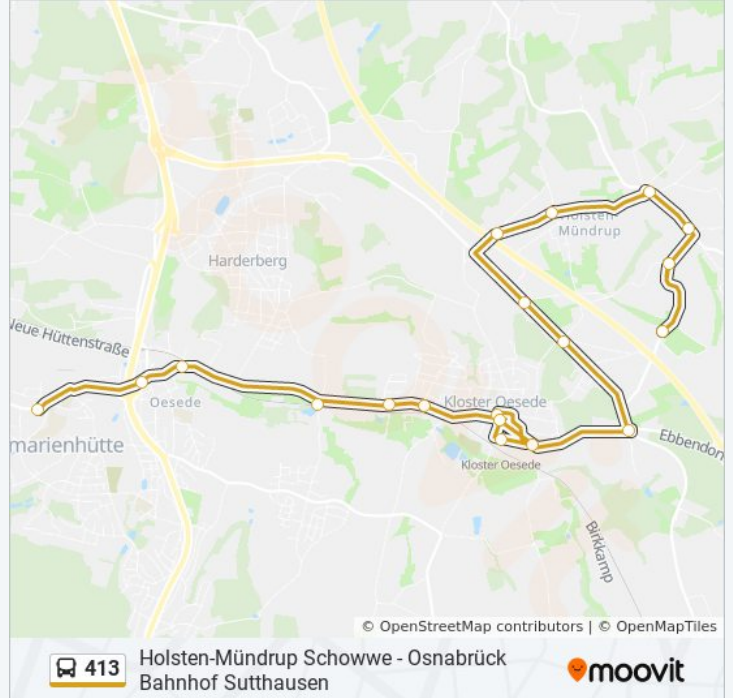 Holsten-
Mündrup
Harderberg
Neue Hüttenstraße
Oesede
Kloster Oesede
marienhütte
Ebbendon
Kloster Oesede
Birkkamp
© OpenStreetMap contributors | © OpenMapTiles
413
Holsten-Mündrup Schowwe - Osnabrück
Bahnhof Sutthausen
moovit